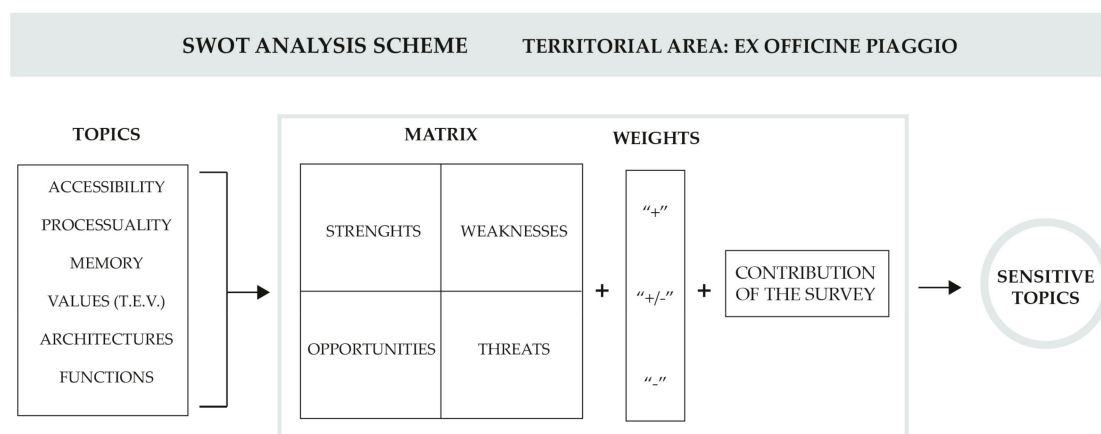 SWOT ANALYSIS SCHEME TERRITORIAL AREA: EX OFFICINE PIAGGIO
TOPICS
ACCESSIBILITY
PROCESSUALITY
MEMORY
VALUES (T.E.V.)
ARCHITECTURES
FUNCTIONS
MATRIX
STRENGHTS
WEAKNESSES
OPPORTUNITIES
THREATS
+
WEIGHTS
“+”
“+/-”
“-”
+
CONTRIBUTION
OF THE SURVEY
SENSITIVE
TOPICS